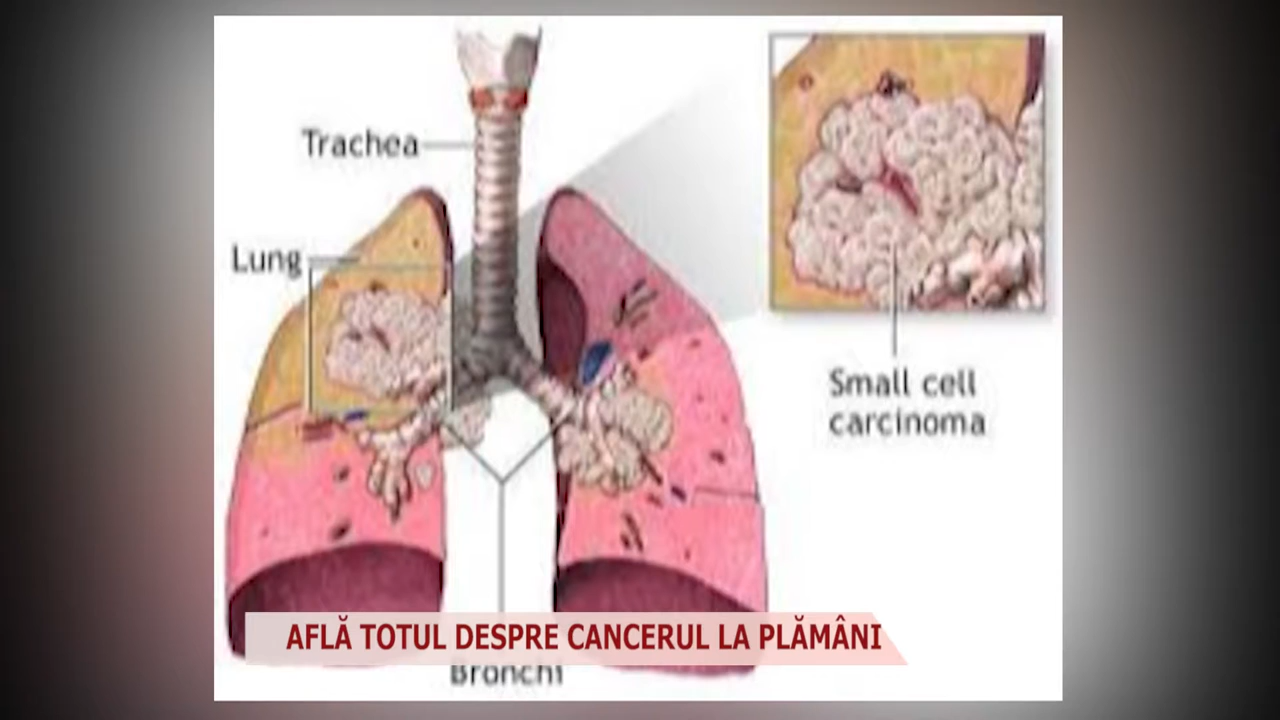 Trachea
Lung
Small cell
carcinoma
AFLĂ TOTUL DESPRE CANCERUL LA PLĂMÂNI
Bronchi